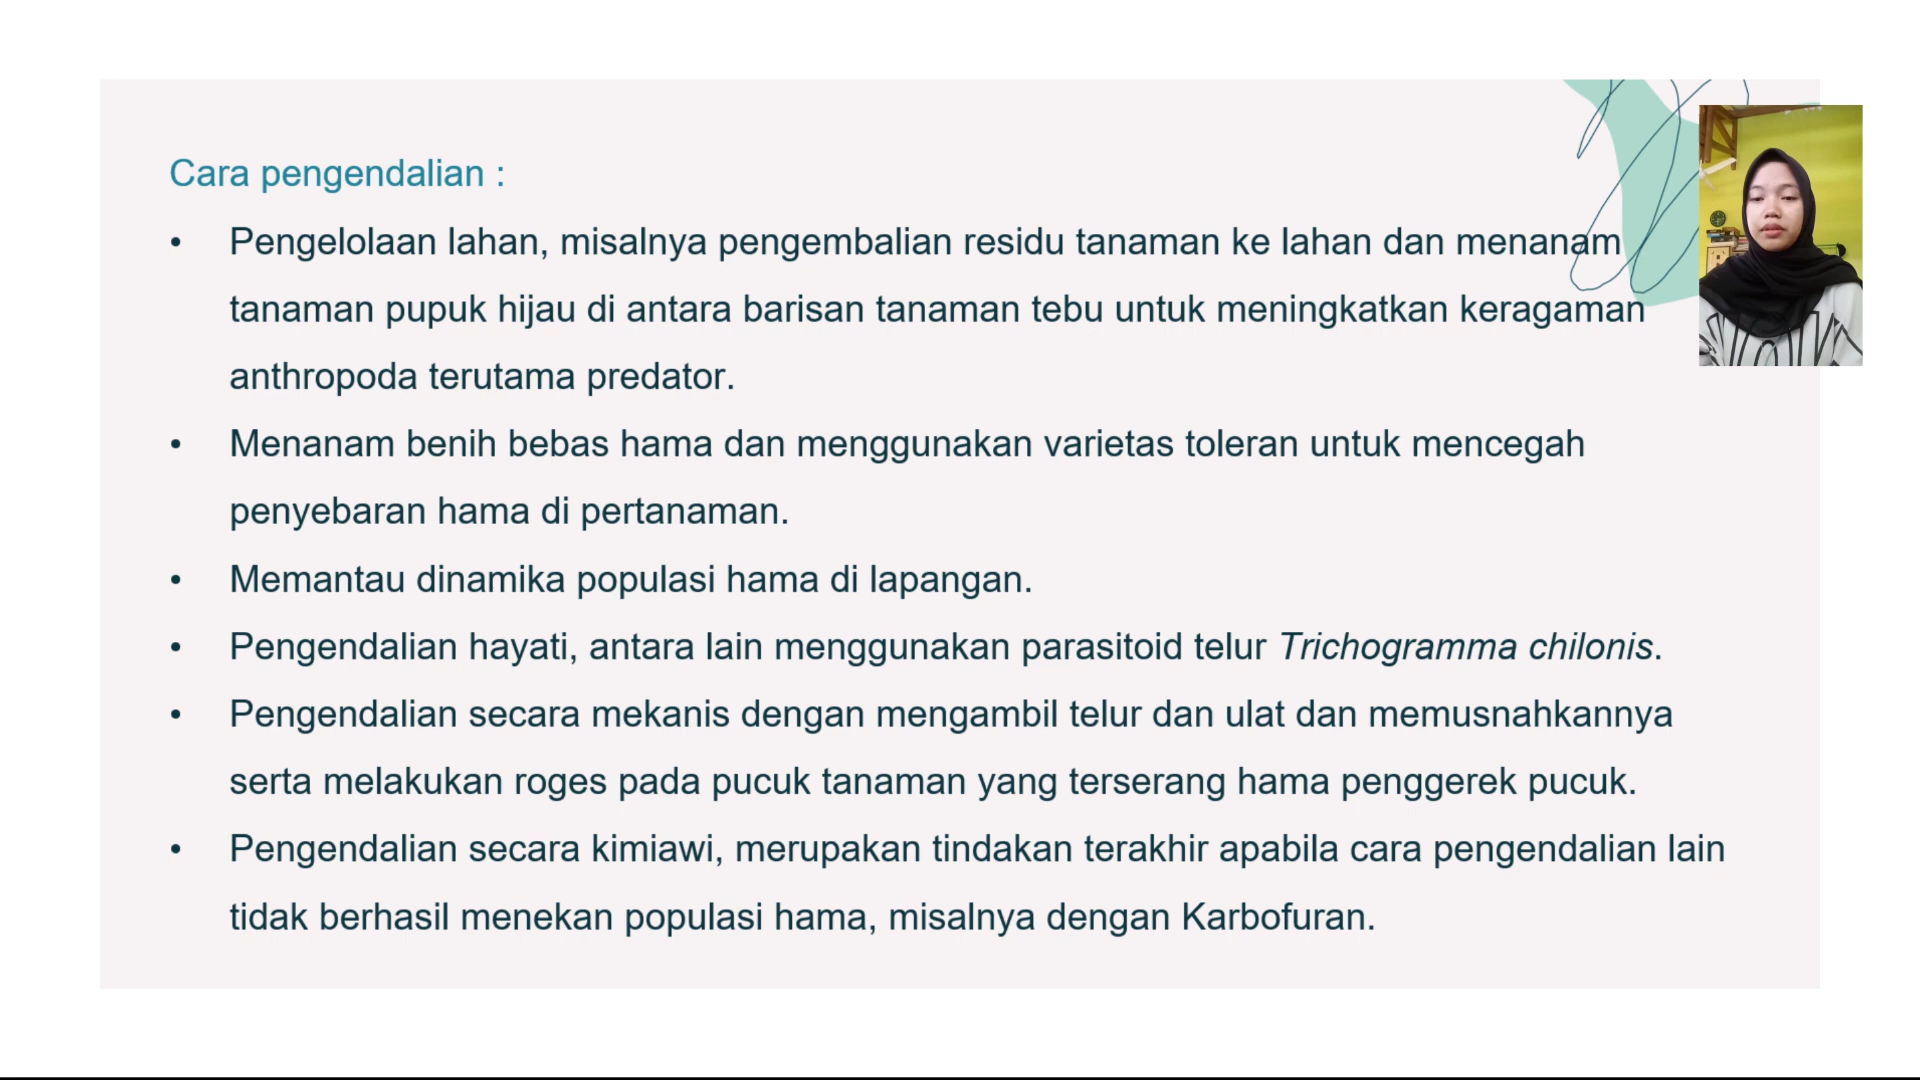 Cara pengendalian :
• Pengelolaan lahan, misalnya pengembalian residu tanaman ke lahan dan menanam
tanaman pupuk hijau di antara barisan tanaman tebu untuk meningkatkan keragaman
anthropoda terutama predator.
• Menanam benih bebas hama dan menggunakan varietas toleran untuk mencegah
penyebaran hama di pertanaman.
• Memantau dinamika populasi hama di lapangan.
• Pengendalian hayati, antara lain menggunakan parasitoid telur Trichogramma chilonis.
• Pengendalian secara mekanis dengan mengambil telur dan ulat dan memusnahkannya
serta melakukan roges pada pucuk tanaman yang terserang hama penggerek pucuk.
• Pengendalian secara kimiawi, merupakan tindakan terakhir apabila cara pengendalian lain
tidak berhasil menekan populasi hama, misalnya dengan Karbofuran.